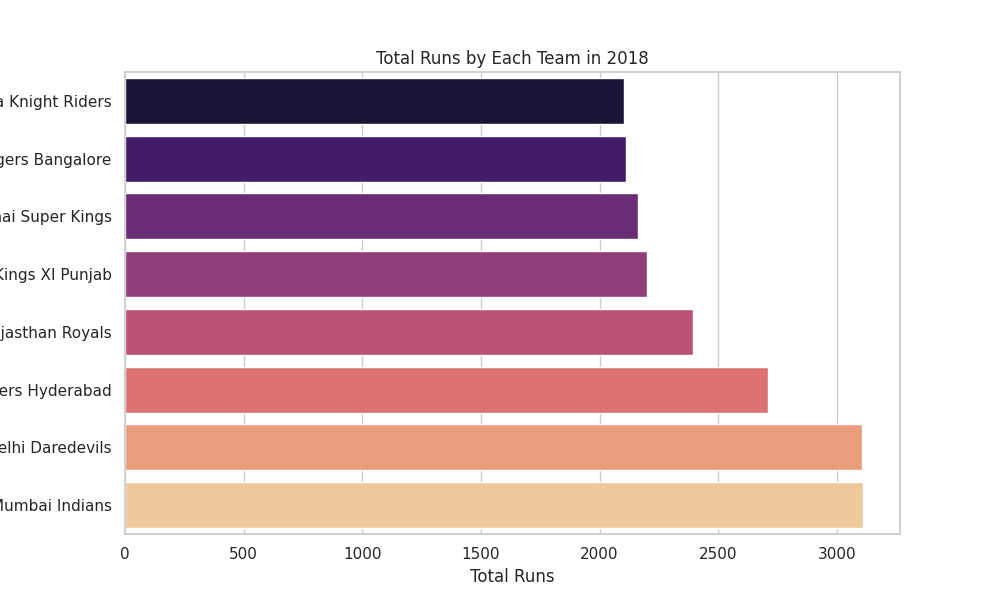 Total Runs by Each Team in 2018
a Knight Riders
gers Bangalore
nai Super Kings
Kings XI Punjab
jasthan Royals
ers Hyderabad
elhi Daredevils
Mumbai Indians
0 500 1000 1500 2000 2500 3000
Total Runs